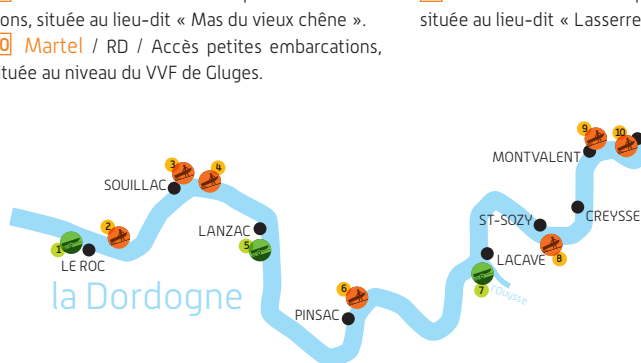 ons, située au lieu-dit « Mas du vieux chêne ».
0 Martel / RD / Accès petites embarcations,
ituée au niveau du VVF de Gluges.
située au lieu-dit « Lasserre
9
10
MONTVALENT
3
4
SOUILLAC
CREYSSE
ST-SOZY
2
LANZAC
1
5
8
LE ROC
LACAVE
7
l'Ouysse
la Dordogne
6
PINSAC